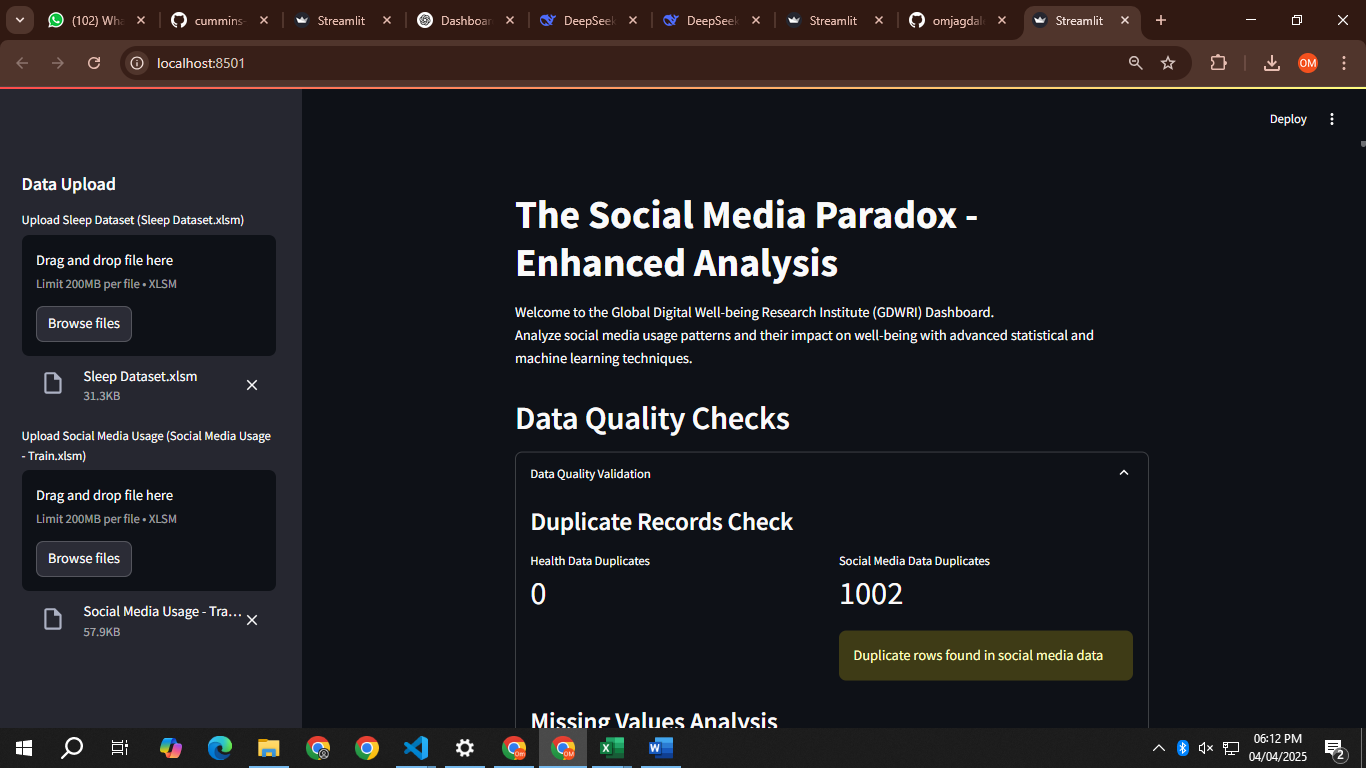 (102) Wha
cummins-
Streamlit
Dashboar
DeepSeek
DeepSeek
Streamlit
omjagdale
Streamlit
localhost:8501
OM
Deploy
Data Upload
Upload Sleep Dataset (Sleep Dataset.xlsm)
Drag and drop file here
Limit 200MB per file • XLSM
Browse files
Sleep Dataset.xlsm
31.3KB
Upload Social Media Usage (Social Media Usage
- Train.xlsm)
Drag and drop file here
Limit 200MB per file • XLSM
Browse files
Social Media Usage - Tra...
57.9KB
The Social Media Paradox -
Enhanced Analysis
Welcome to the Global Digital Well-being Research Institute (GDWRI) Dashboard.
Analyze social media usage patterns and their impact on well-being with advanced statistical and
machine learning techniques.
Data Quality Checks
Data Quality Validation
Duplicate Records Check
Health Data Duplicates
0
Social Media Data Duplicates
1002
Duplicate rows found in social media data
Missing Values Analysis
06:12 PM
04/04/2025
2